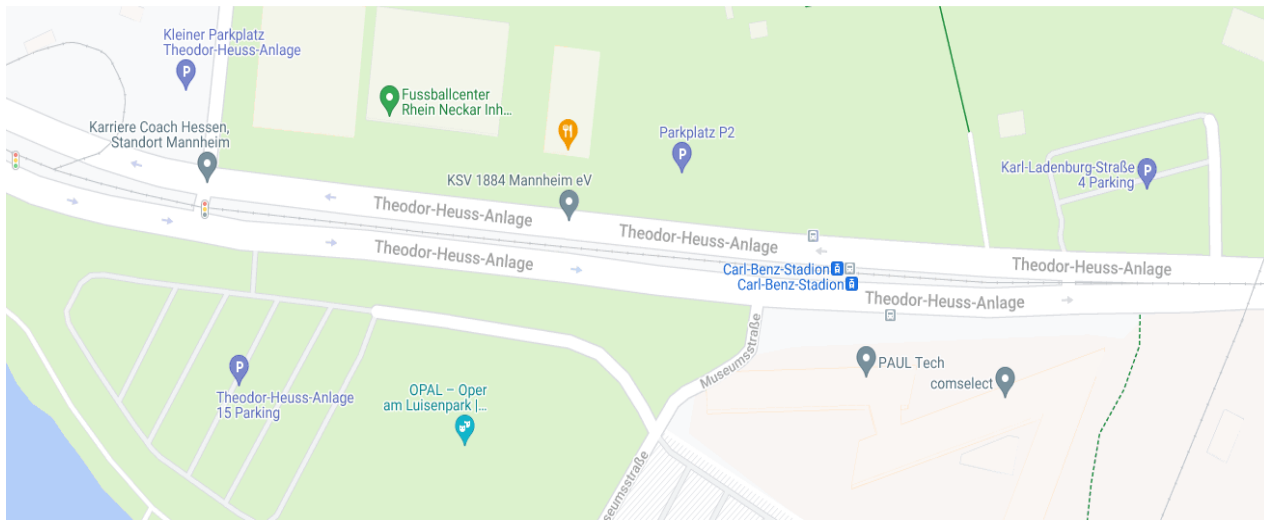 Kleiner Parkplatz
Theodor-Heuss-Anlage
P
Fussballcenter
Rhein Neckar Inh...
Karriere Coach Hessen,
Standort Mannheim
Parkplatz P2
P
Karl-Ladenburg-Straße
4 Parking
P
KSV 1884 Mannheim eV
Theodor-Heuss-Anlage
Theodor-Heuss-Anlage
Theodor-Heuss-Anlage
Theodor-Heuss-Anlage
Carl-Benz-Stadion
Carl-Benz-Stadion
Theodor-Heuss-Anlage
Museumsstraße
PAUL Tech
comselect
P
Theodor-Heuss-Anlage
15 Parking
OPAL – Oper
am Luisenpark |...
useumsstraße